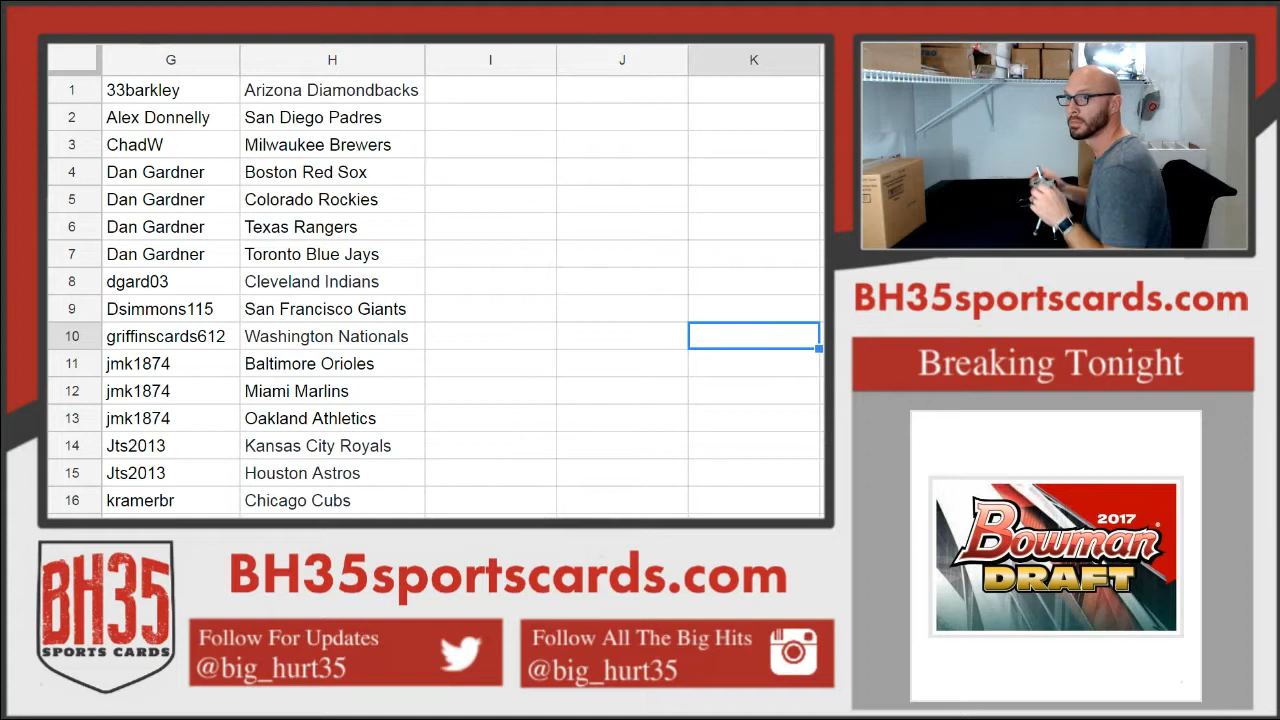 G H I J K
1 33barkley Arizona Diamondbacks
2 Alex Donnelly San Diego Padres
3 ChadW Milwaukee Brewers
4 Dan Gardner Boston Red Sox
5 Dan Gardner Colorado Rockies
6 Dan Gardner Texas Rangers
7 Dan Gardner Toronto Blue Jays
8 dgard03 Cleveland Indians
9 Dsimmons115 San Francisco Giants
10 griffinscards612 Washington Nationals
11 jmk1874 Baltimore Orioles
12 jmk1874 Miami Marlins
13 jmk1874 Oakland Athletics
14 Jts2013 Kansas City Royals
15 Jts2013 Houston Astros
16 kramerbr Chicago Cubs
BH35sportscards.com
Breaking Tonight
2017
Bowman
DRAFT
BH35
SPORTS CARDS
BH35sportscards.com
Follow For Updates
@big_hurt35
Follow All The Big Hits
@big_hurt35